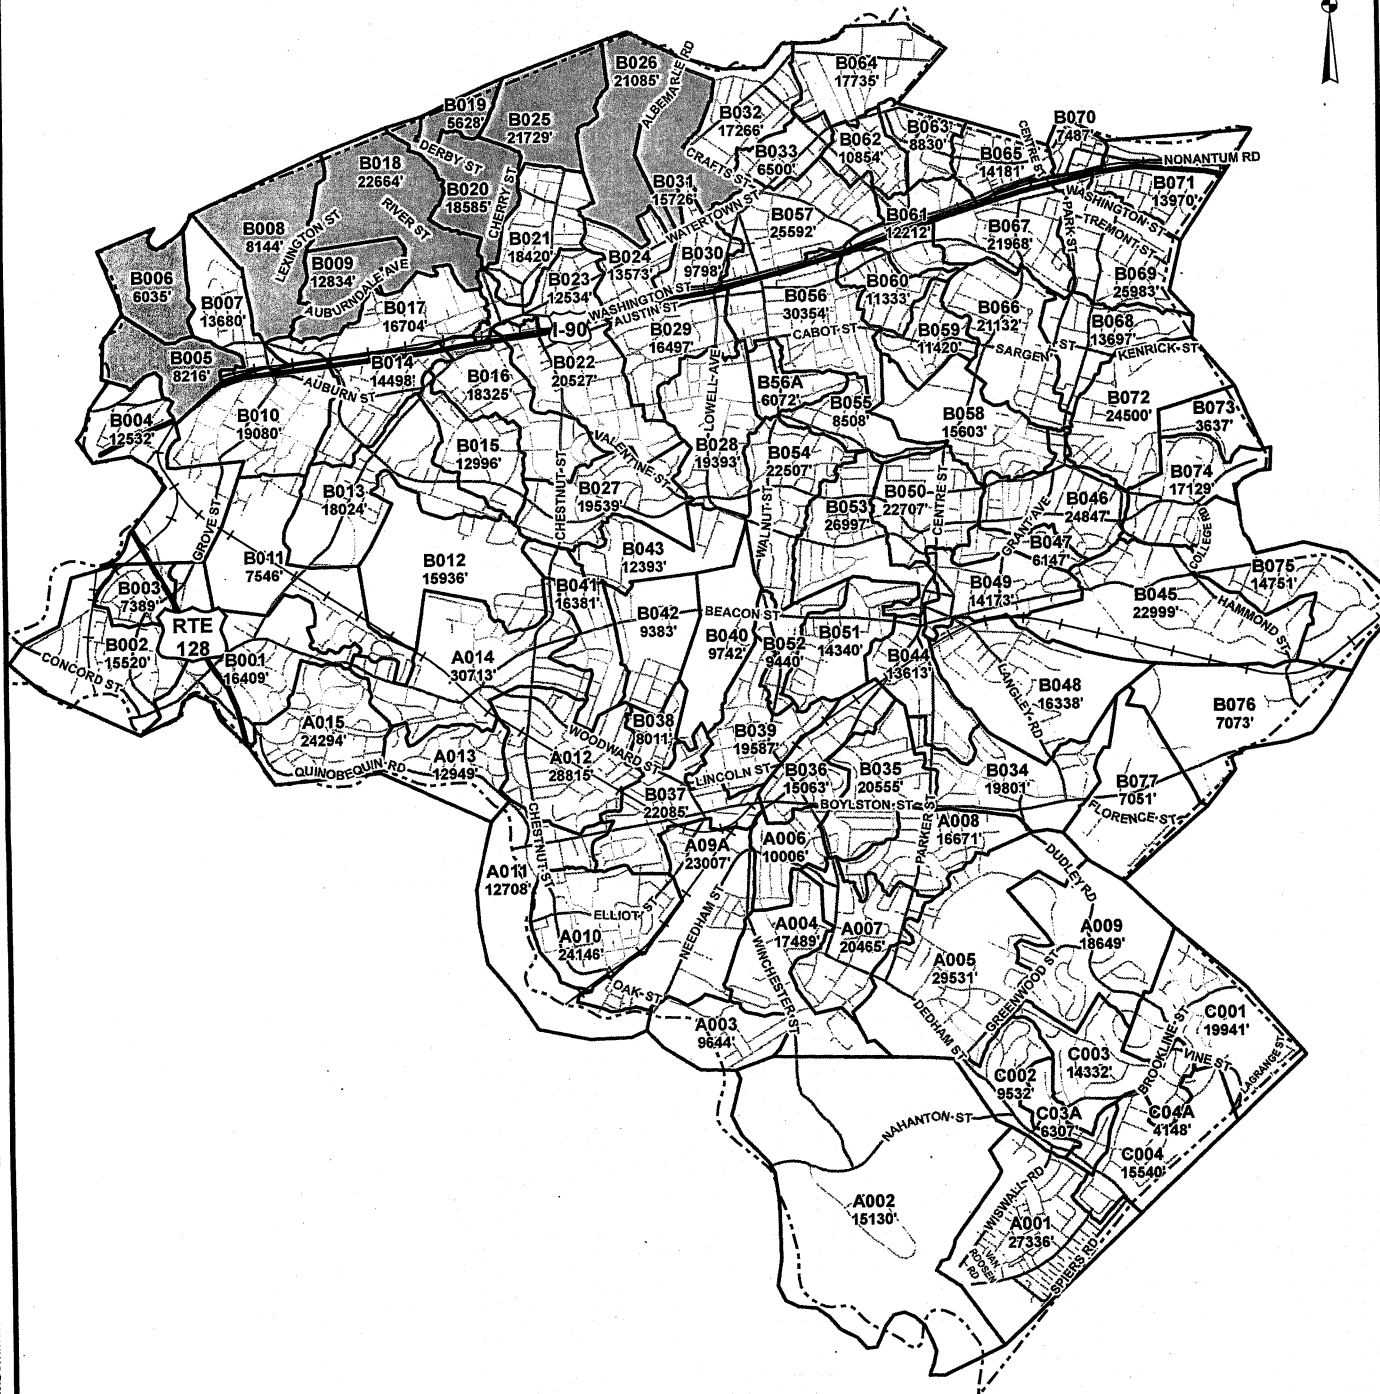 B026
21085'
ALBEMARLE RD
B064
17735'
B019
5628'
B025
21729'
B032
17266'
B070
7487'
B063
8830'
CENTRE ST
B062
10854'
DERBY ST
B033
6500'
CRAFTS ST
B065
14181'
NONANTUM RD
B018
22664'
B020
18585'
CHERRY ST
B031
15726'
WATERTOWN ST
B071
13970'
WASHINGTON ST
B008
8144'
LEXINGTON ST
RIVER ST
B057
25592'
B061
12212'
B067
21968'
PARK ST
TREMONT ST
B021
18420'
B009
12834'
AUBURNDALE AVE
B024
13573'
B030
9798'
B006
6035'
B023
12534'
B060
11333'
B069
25983'
B007
13680'
B017
16704'
WASHINGTON ST
AUSTIN ST
B056
30354'
B066
21132'
I-90
B029
16497'
CABOT ST
B059
11420'
B068
13697'
SARGENT ST
KENRICK ST
B005
8216'
B014
14498'
AUBURN ST
B016
18325'
B022
20527'
LOWELL AVE
B56A
6072'
B055
8508'
B072
24500'
B073
3637'
B004
12532'
B010
19080'
B058
15603'
B015
12996'
VALENTINE ST
B028
19393'
B054
22507'
B074
17129'
CHESTNUT ST
B013
18024'
B027
19539'
WALNUT ST
B053
26997'
B050
22707'
CENTRE ST
B046
24847'
GRANT AVE
COLLEGE RD
GROVE ST
B043
12393'
B047
6147'
B011
7546'
B012
15936'
B003
7389'
B041
16381'
B049
14173'
B075
14751'
B045
22999'
HAMMOND ST
B042
9383'
BEACON ST
RTE
128
B002
15520'
B040
9742'
B052
9440'
B051
14340'
B044
13613'
CONCORD ST
B001
16409'
A014
30713'
LANGLEY RD
B048
16338'
B076
7073'
A015
24294'
B038
8011'
B039
19587'
WOODWARD ST
A013
12949'
A012
28815'
QUINOBEQUIN RD
LINCOLN ST
B036
15063'
B035
20555'
B034
19801'
B077
7051'
B037
22085'
BOYLSTON ST
PARKER ST
FLORENCE ST
A008
16671'
CHESTNUT ST
A09A
23007'
A006
10006'
A011
12708'
DUDLEY RD
ELLIOT ST
NEEDHAM ST
A004
17489'
A007
20465'
A009
18649'
A010
24146'
WINCHESTER ST
A005
29531'
GREENWOOD ST
OAK ST
DEDHAM ST
C001
19941'
A003
9644'
BROOKLINE ST
C003
14332'
VINE ST
LAGRANGE ST
C002
9532'
C03A
6307'
C04A
4148'
NAHANTON ST
C004
15540'
WISWALL RD
A002
15130'
A001
27336'
VAN
ROOSEN
RD
SPIERS RD